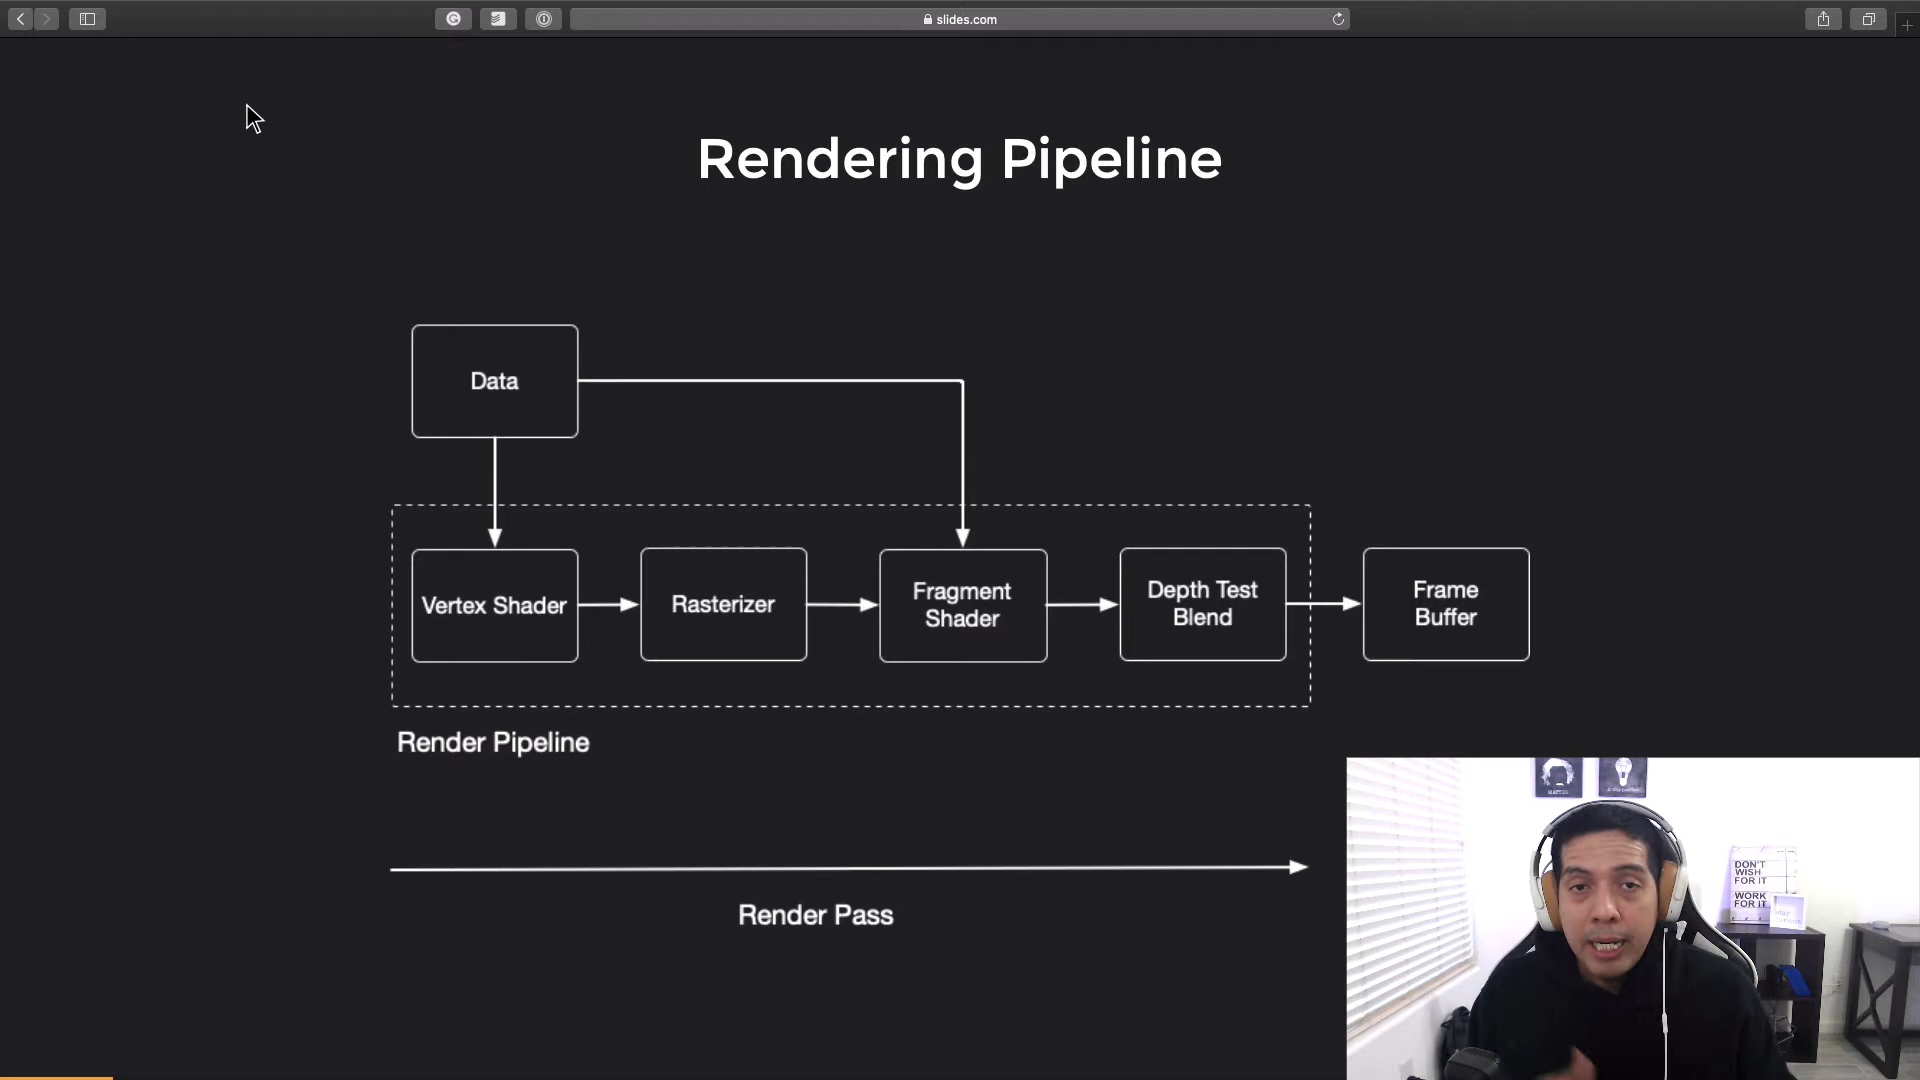 slides.com
Rendering Pipeline
Data
Vertex Shader
Rasterizer
Fragment
Shader
Depth Test
Blend
Frame
Buffer
Render Pipeline
Render Pass
DON'T
WISH
FOR IT
WORK
FOR IT